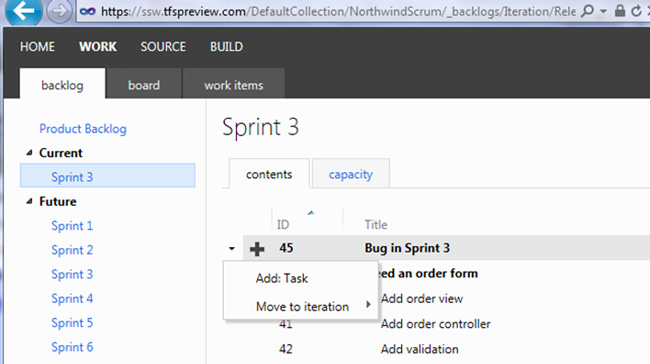 https://ssw.tfspreview.com/DefaultCollection/NorthwindScrum/_backlogs/Iteration/Rele
HOME WORK SOURCE BUILD
backlog board work items
Product Backlog
Current
Sprint 3
Future
Sprint 1
Sprint 2
Sprint 3
Sprint 4
Sprint 5
Sprint 6
Sprint 3
contents capacity
ID Title
45 Bug in Sprint 3
eed an order form
Add: Task
Move to iteration
Add order view
41 Add order controller
42 Add validation